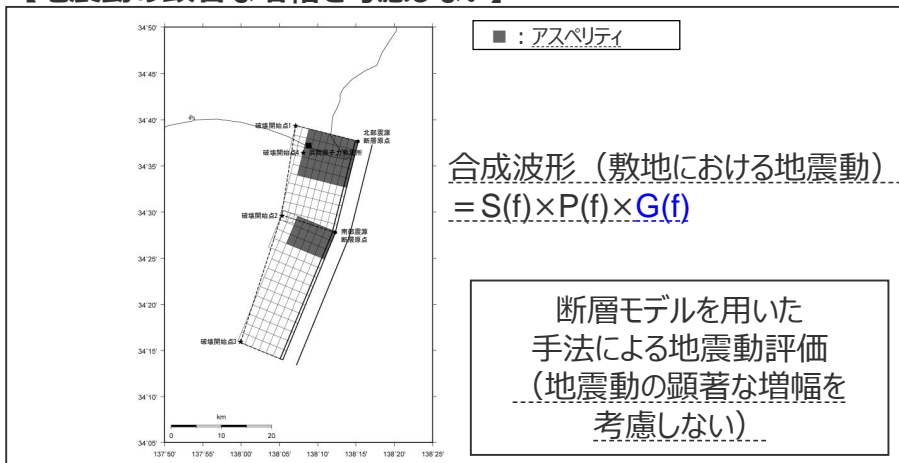 ■：アスペリティ
34˚50'
34˚45'
34˚40'
34˚35'
34˚30'
34˚25'
34˚20'
34˚15'
34˚10'
34˚05'
破壊開始点1
北部震源
断層原点
破壊開始点4
破壊開始点2
南部震源
断層原点
破壊開始点3
km
0 10 20
137˚50' 137˚55' 138˚00' 138˚05' 138˚10' 138˚15' 138˚20' 138˚25'
合成波形（敷地における地震動）
＝S(f)×P(f)×G(f)
断層モデルを用いた
手法による地震動評価
（地震動の顕著な増幅を
考慮しない）